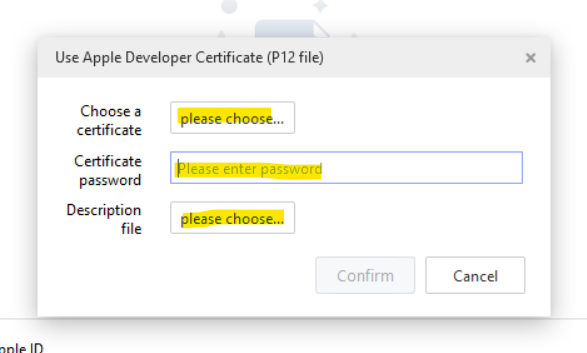 Use Apple Developer Certificate (P12 file)
×
Choose a
certificate
please choose...
Certificate
password
Please enter password
Description
file
please choose...
Confirm
Cancel
ple ID